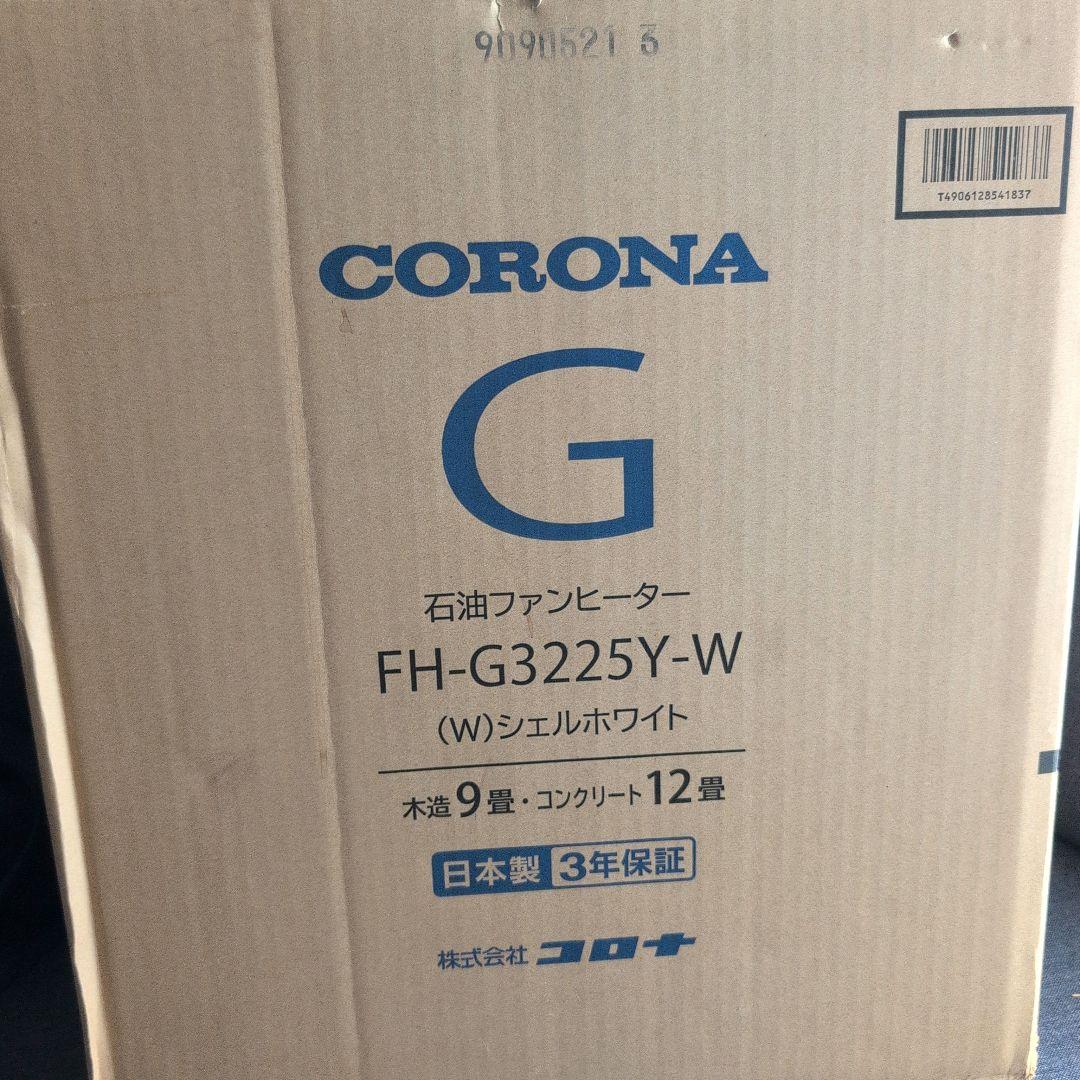 9090521 3
T4906128541837
CORONA
G
石油ファンヒーター
FH-G3225Y-W
(W)シェルホワイト
木造9畳・コンクリート12畳
日本製 3年保証
株式会社 コロナ